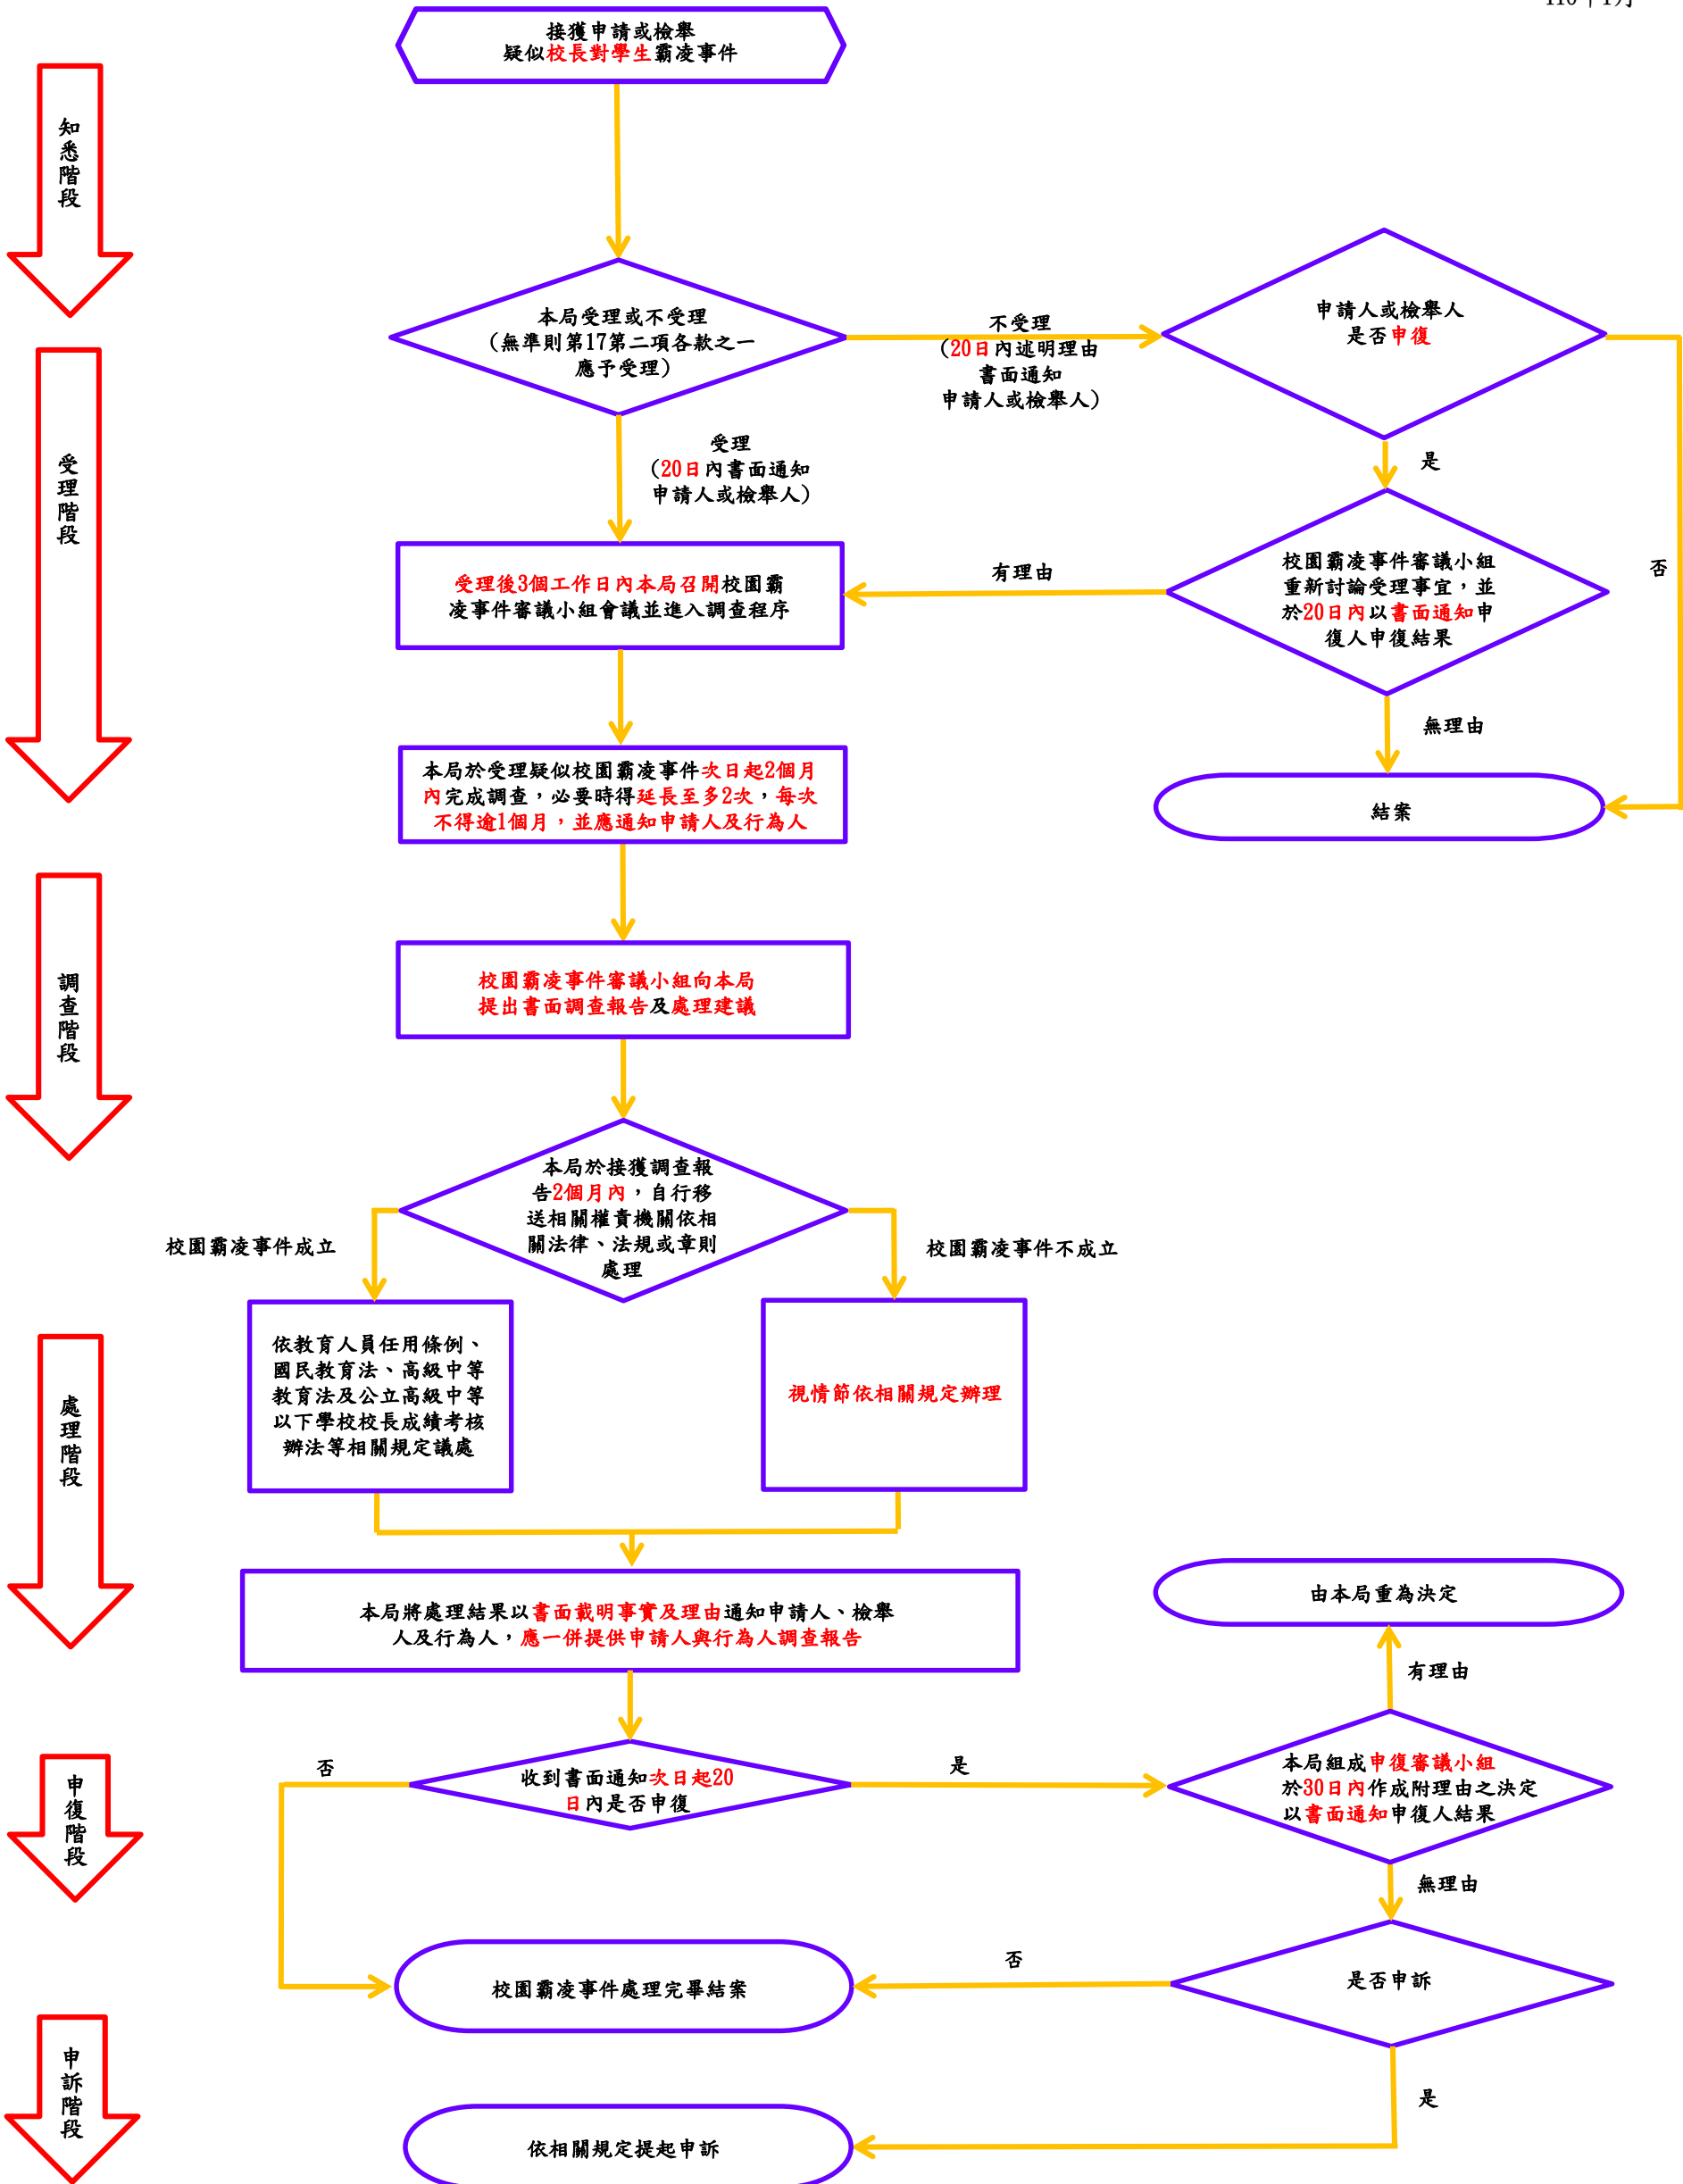 接獲申請或檢舉
疑似校長對學生霸凌事件
知悉階段
本局受理或不受理
(無準則第17第二項各款之一
應予受理)
不受理
(20日內述明理由
書面通知
申請人或檢舉人)
申請人或檢舉人
是否申復
受理
(20日內書面通知
申請人或檢舉人)
是
受理階段
受理後3個工作日內本局召開校園霸
凌事件審議小組會議並進入調查程序
有理由
校園霸凌事件審議小組
重新討論受理事宜，並
於20日內以書面通知申
復人申復結果
否
無理由
本局於受理疑似校園霸凌事件次日起2個月
內完成調查，必要時得延長至多2次，每次
不得逾1個月，並應通知申請人及行為人
結案
調查階段
校園霸凌事件審議小組向本局
提出書面調查報告及處理建議
本局於接獲調查報
告2個月內，自行移
送相關權責機關依相
關法律、法規或章則
處理
校園霸凌事件成立
校園霸凌事件不成立
處理階段
依教育人員任用條例、
國民教育法、高級中等
教育法及公立高級中等
以下學校校長成績考核
辦法等相關規定議處
視情節依相關規定辦理
本局將處理結果以書面載明事實及理由通知申請人、檢舉
人及行為人，應一併提供申請人與行為人調查報告
由本局重為決定
有理由
申復階段
否
收到書面通知次日起20
日內是否申復
是
本局組成申復審議小組
於30日內作成附理由之決定
以書面通知申復人結果
無理由
校園霸凌事件處理完畢結案
否
是否申訴
申訴階段
是
依相關規定提起申訴